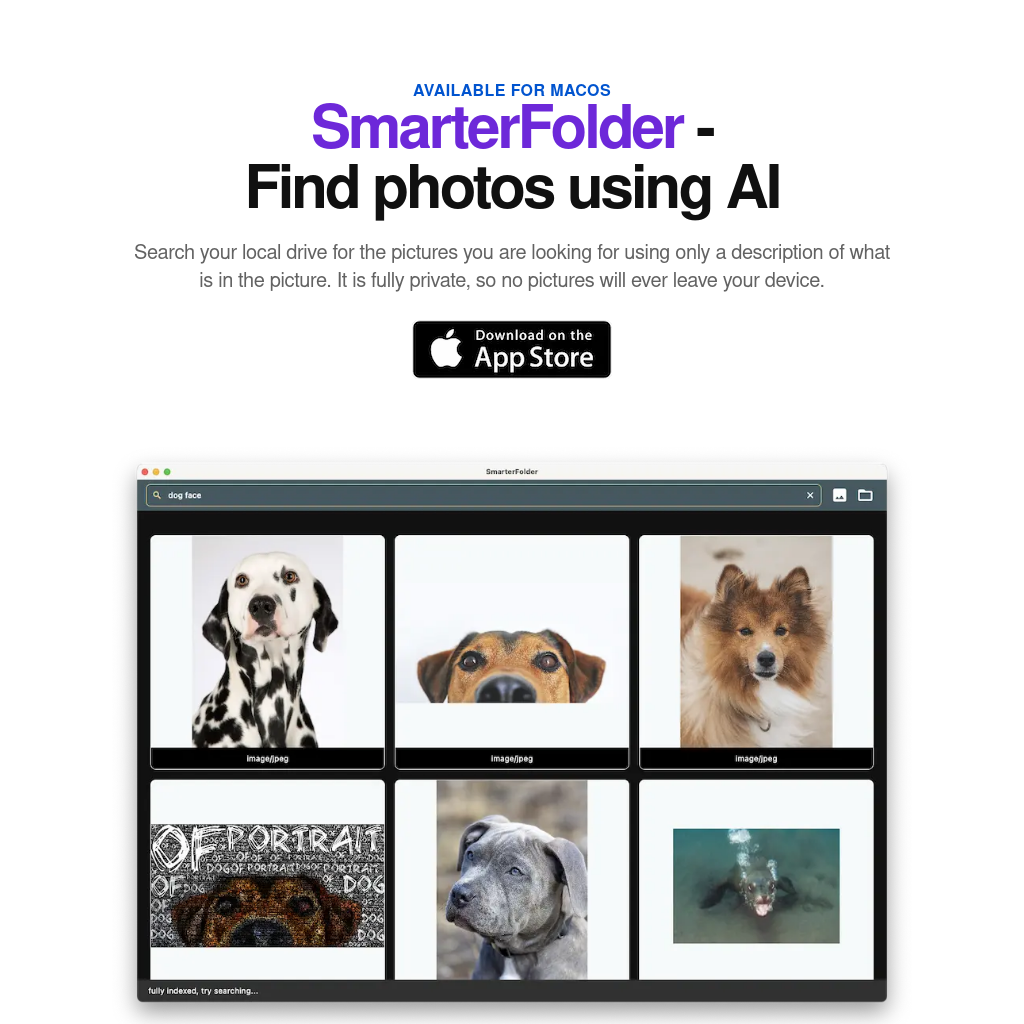 AVAILABLE FOR MACOS
SmarterFolder -
Find photos using AI
Search your local drive for the pictures you are looking for using only a description of what
is in the picture. It is fully private, so no pictures will ever leave your device.
Download on the
App Store
SmarterFolder
dog face
image/jpeg
image/jpeg
image/jpeg
OF PORTRAIT
DOG OF PORTRAIT
OF
DOG
fully indexed, try searching...